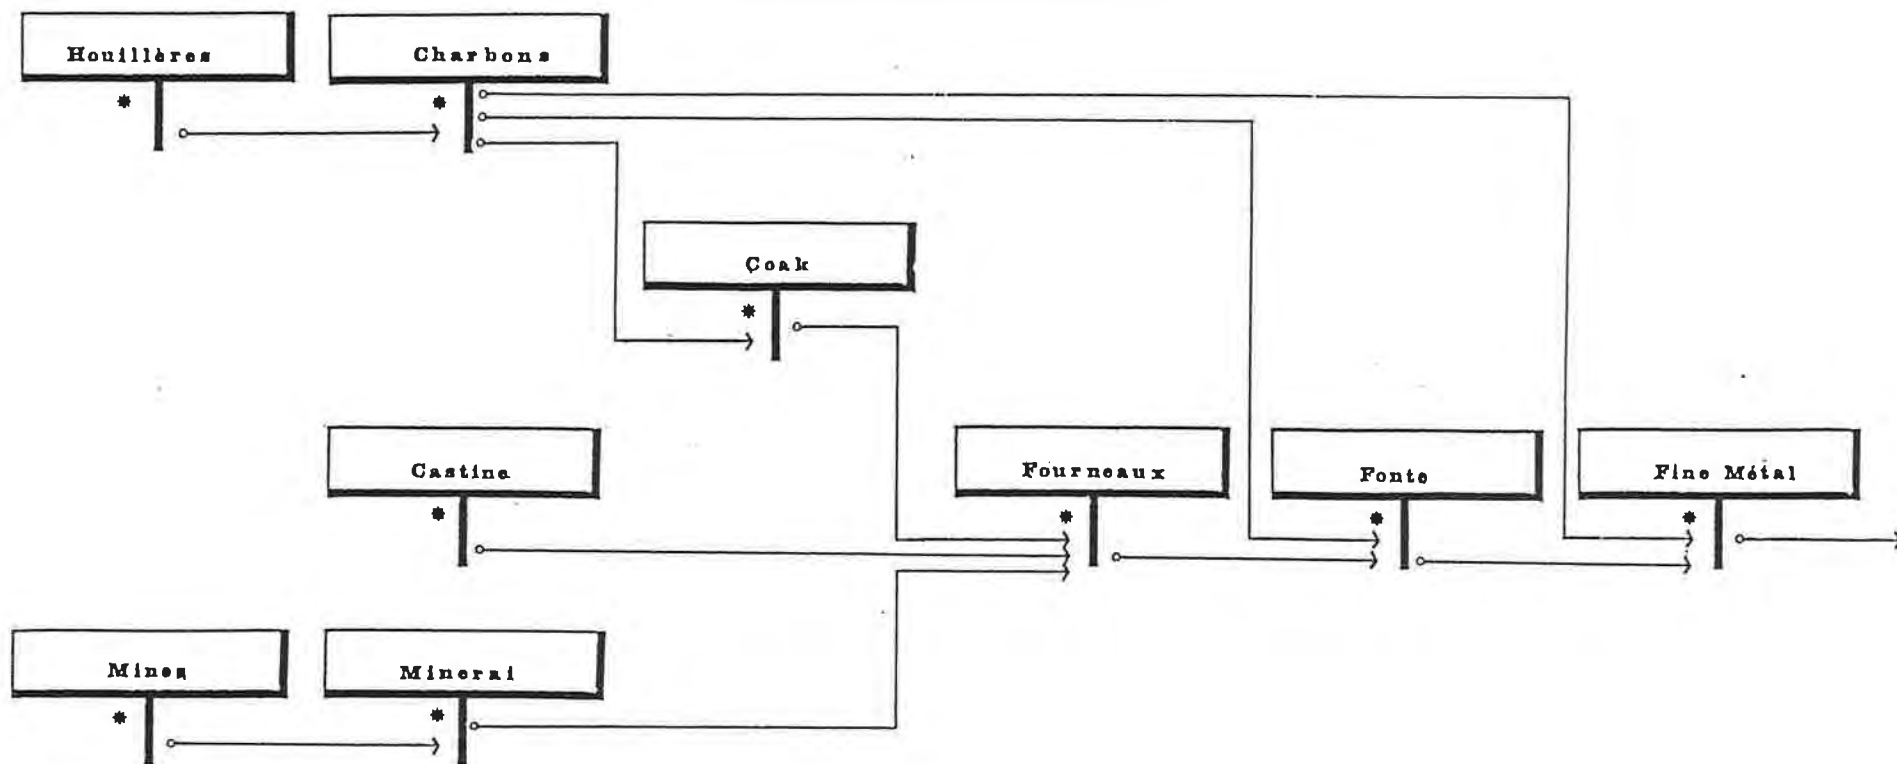 Houillères
Charbons
Coak
Castine
Fourneaux
Fonte
Fine Métal
Mines
Minerai